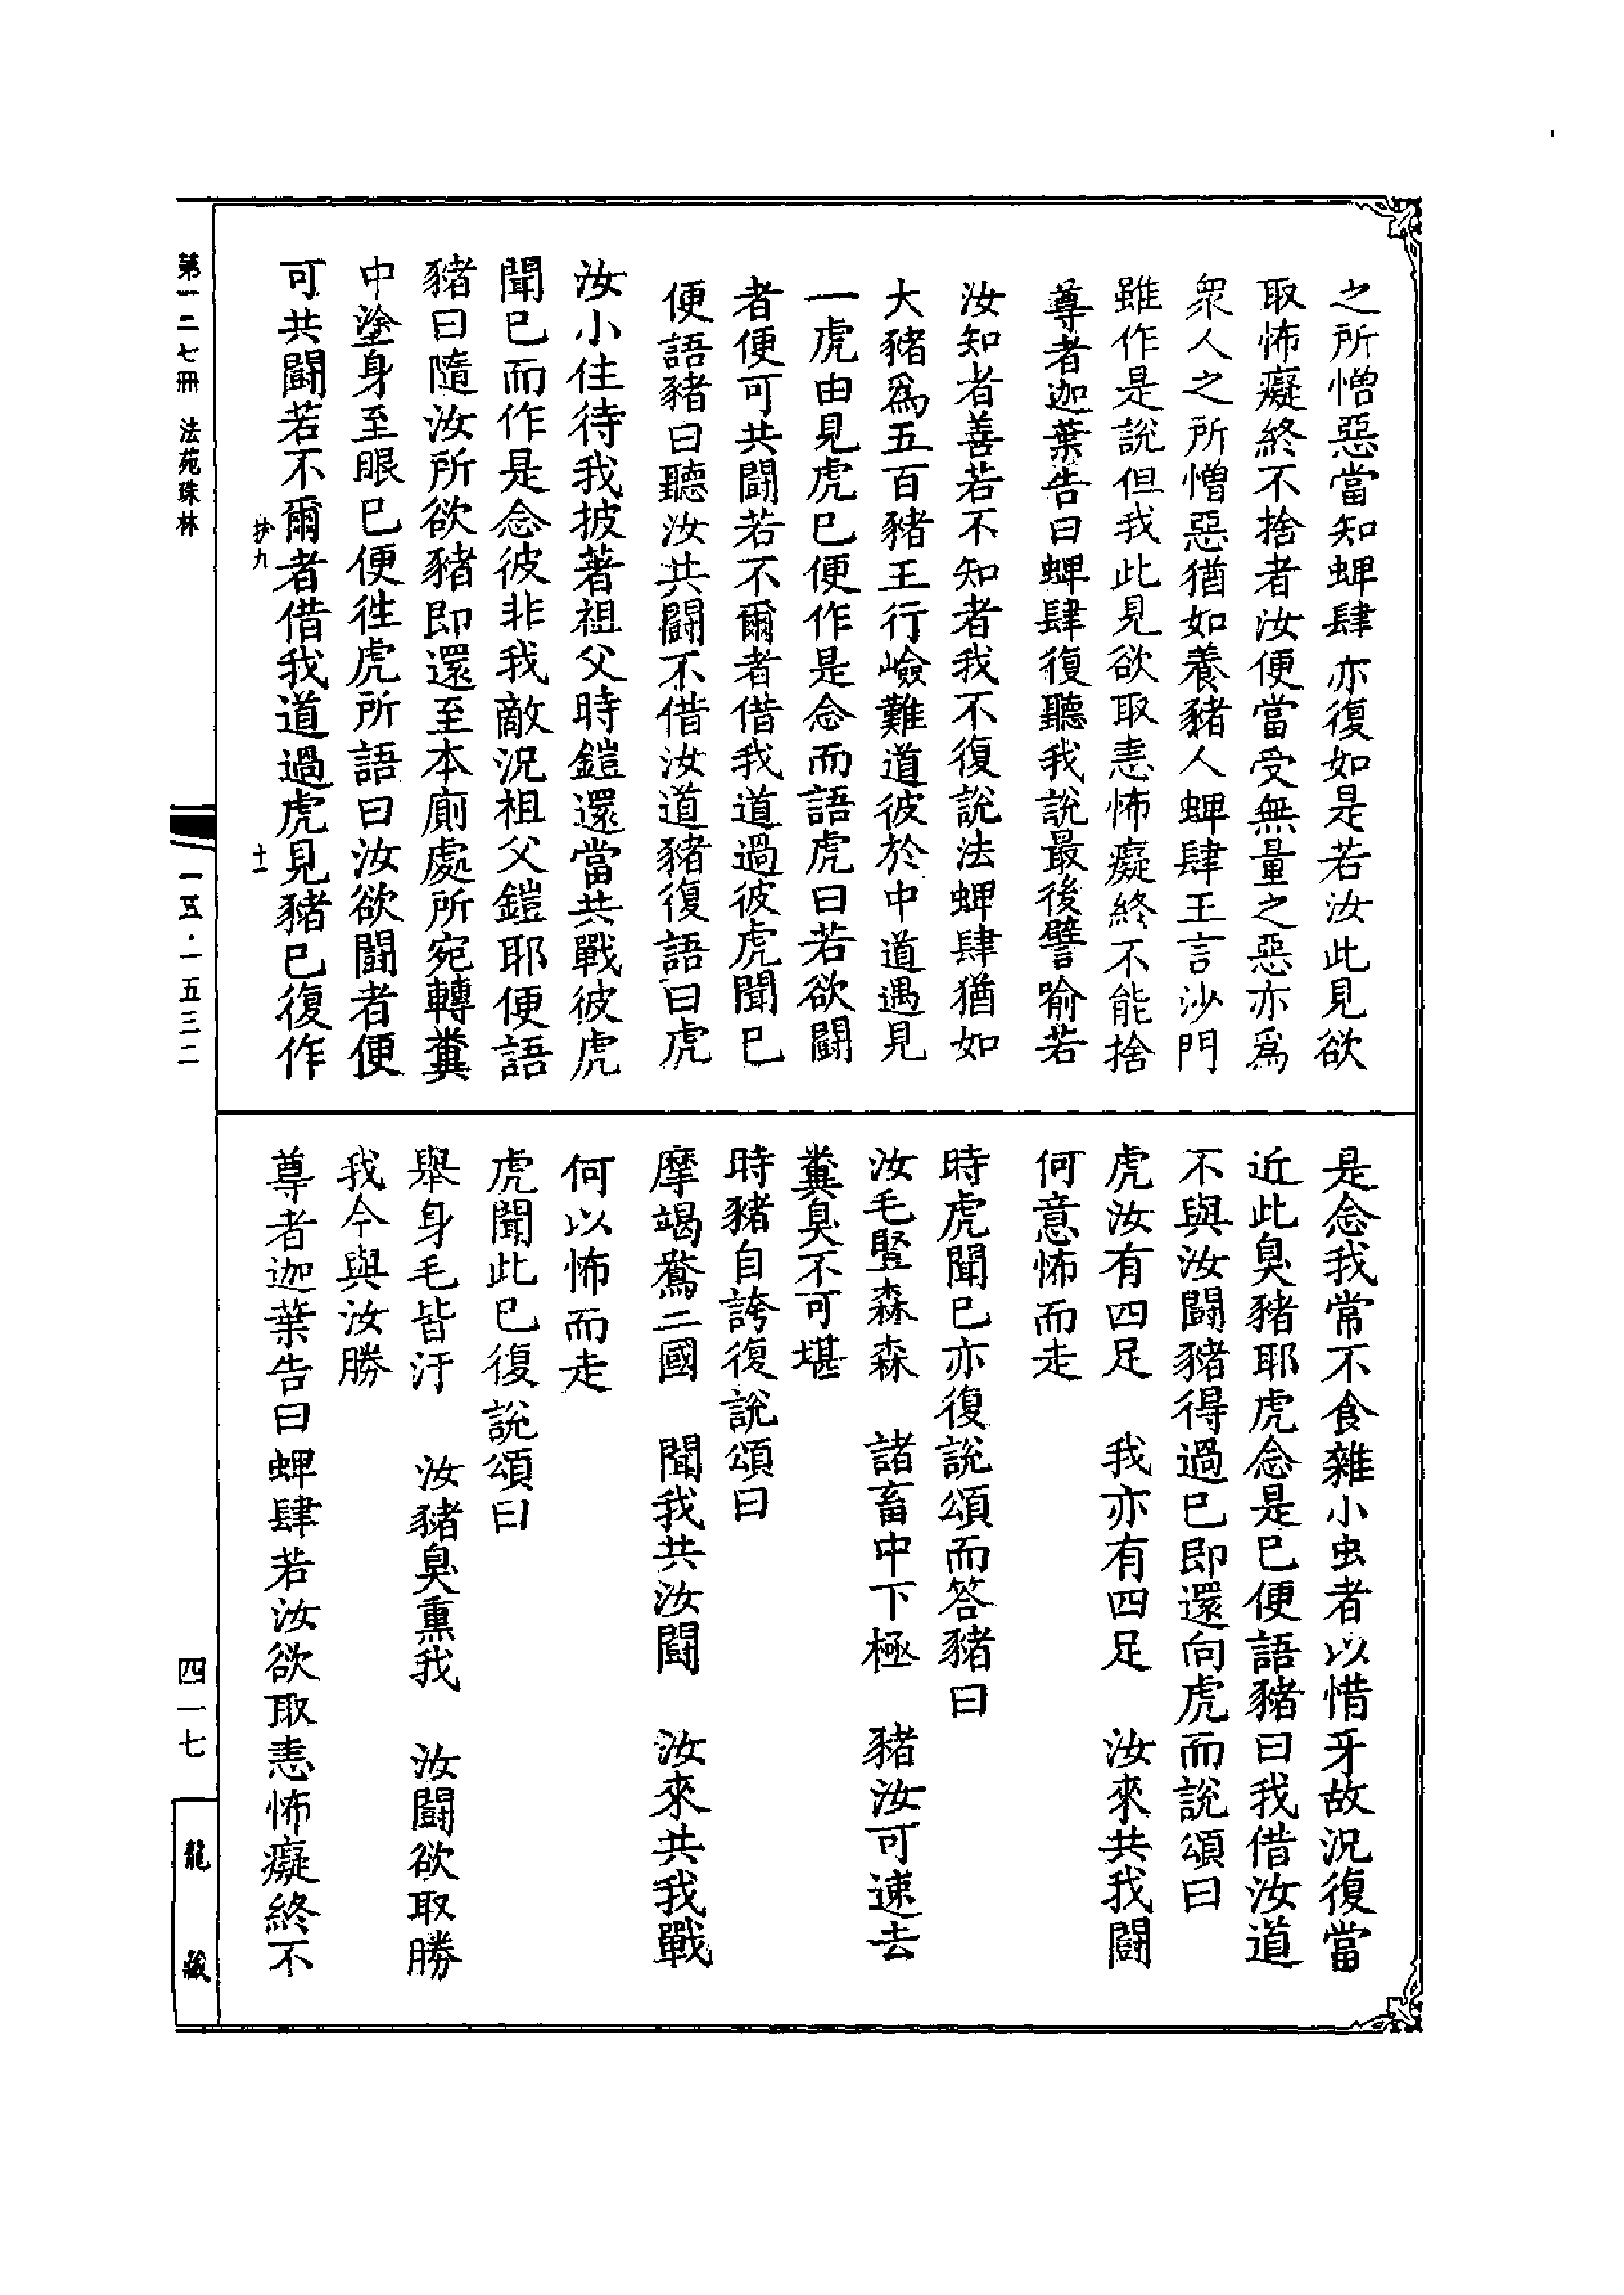 之所憎惡當知蜱肆亦復如是若汝此見欲
取怖癡終不捨者汝便當受無量之惡亦爲
衆人之所憎惡猶如養豬人蜱肆王言沙門
雖作是說但我此見欲取恚怖癡終不能捨
尊者迦葉告曰蜱肆復聽我說最後譬喻若
汝知者善若不知者我不復說法蜱肆猶如
大豬爲五百豬王行嶮難道彼於中道遇見
一虎由見虎已便作是念而語虎曰若欲鬪
者便可共鬪若不爾者借我道過彼虎聞已
便語豬曰聽汝共鬪不借汝道豬復語曰虎
汝小住待我披著祖父時鎧還當共戰彼虎
聞已而作是念彼非我敵況祖父鎧耶便語
豬曰隨汝所欲豬即還至本廁處所宛轉糞
中塗身至眼已便往虎所語曰汝欲鬪者便
可共鬪若不爾者借我道過虎見豬已復作
是念我常不食雜小虫者以惜牙故況復當
近此臭豬耶虎念是已便語豬曰我借汝道
不與汝鬪豬得過已即還向虎而說頌曰
虎汝有四足　我亦有四足　汝來共我鬪
何意怖而走
時虎聞已亦復說頌而答豬曰
汝毛豎森森　諸畜中下極　豬汝可速去
糞臭不可堪
時豬自誇復說頌曰
摩竭鴦二國　聞我共汝鬪　汝來共我戰
何以怖而走
虎聞此已復說頌曰
舉身毛皆汙　汝豬臭熏我　汝鬪欲取勝
我今與汝勝
尊者迦葉告曰蜱肆若汝欲取恚怖癡終不
抄九　十一
第一二七冊　法苑珠林　一五·一五三二　四一七　龍藏